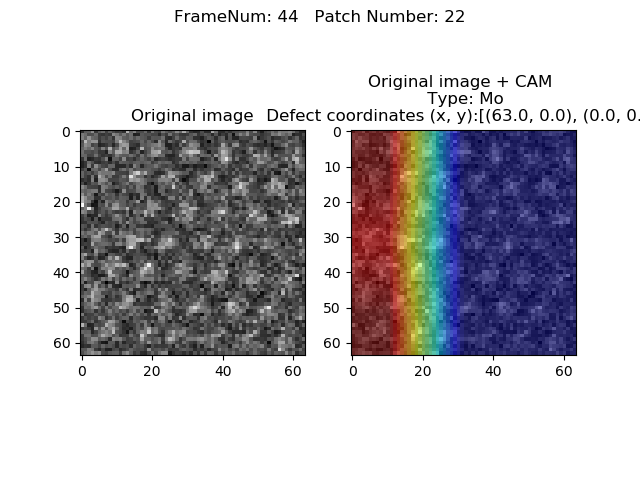 FrameNum: 44   Patch Number: 22
Original image
Original image + CAM
Type: Mo
Defect coordinates (x, y):[(63.0, 0.0), (0.0, 0.
0
10
20
30
40
50
60
0 20 40 60
0
10
20
30
40
50
60
0 20 40 60